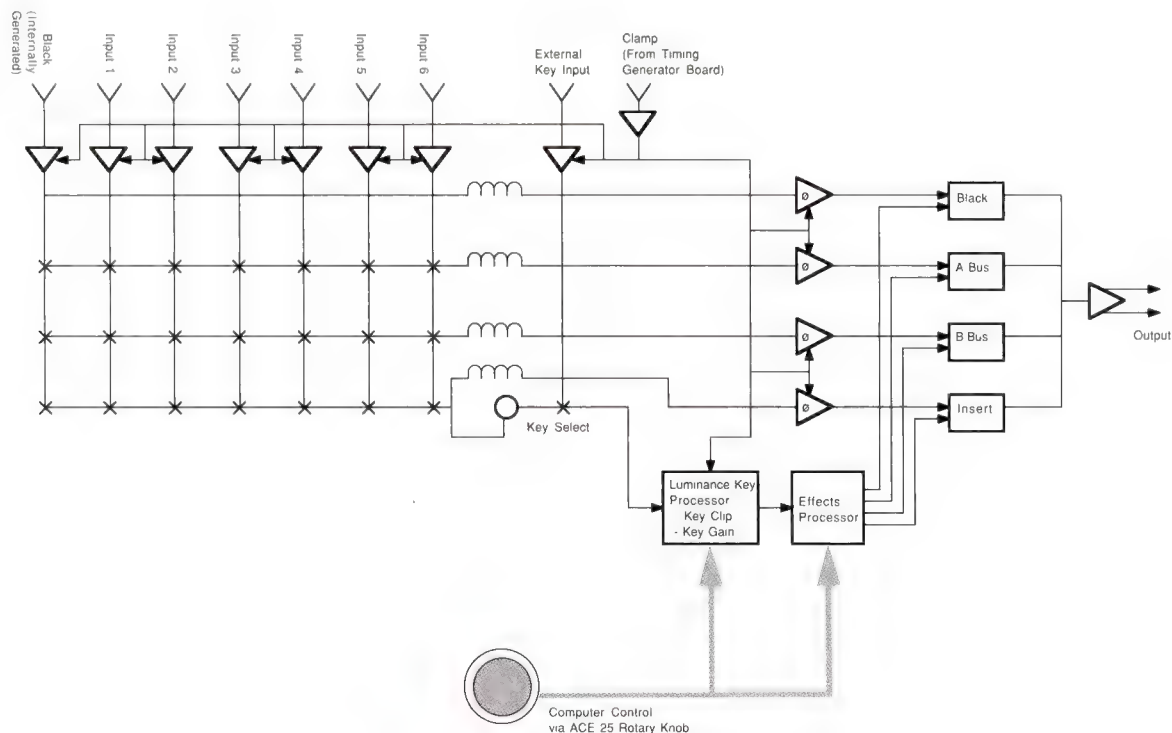 Black
(Internally
Generated)
Input 1
Input 2
Input 3
Input 4
Input 5
Input 6
External
Key Input
Clamp
(From Timing
Generator Board)
ø
Black
ø
A Bus
ø
B Bus
Output
ø
Insert
Key Select
Luminance Key
Processor
Key Clip
- Key Gain
Effects
Processor
Computer Control
via ACE 25 Rotary Knob